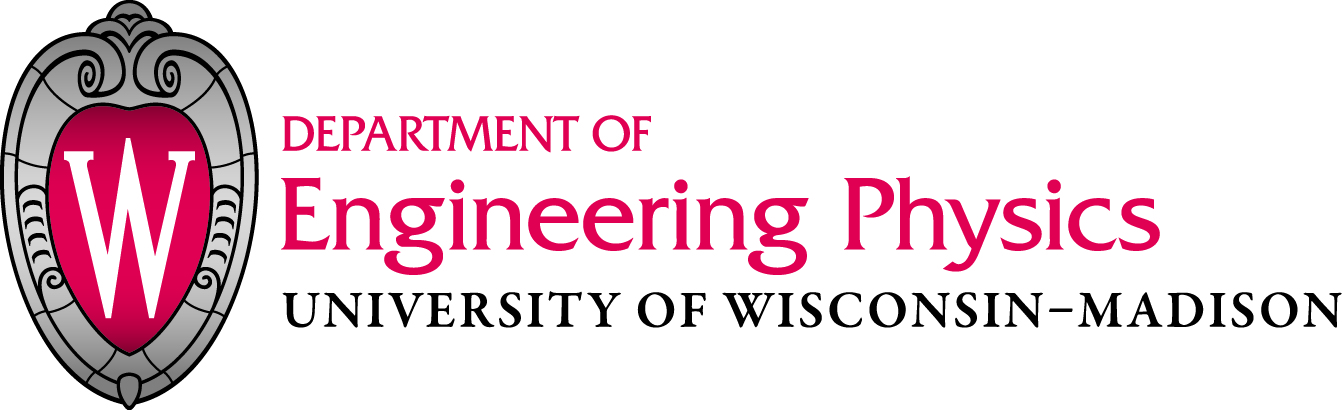 W
DEPARTMENT OF
Engineering Physics
UNIVERSITY OF WISCONSIN–MADISON